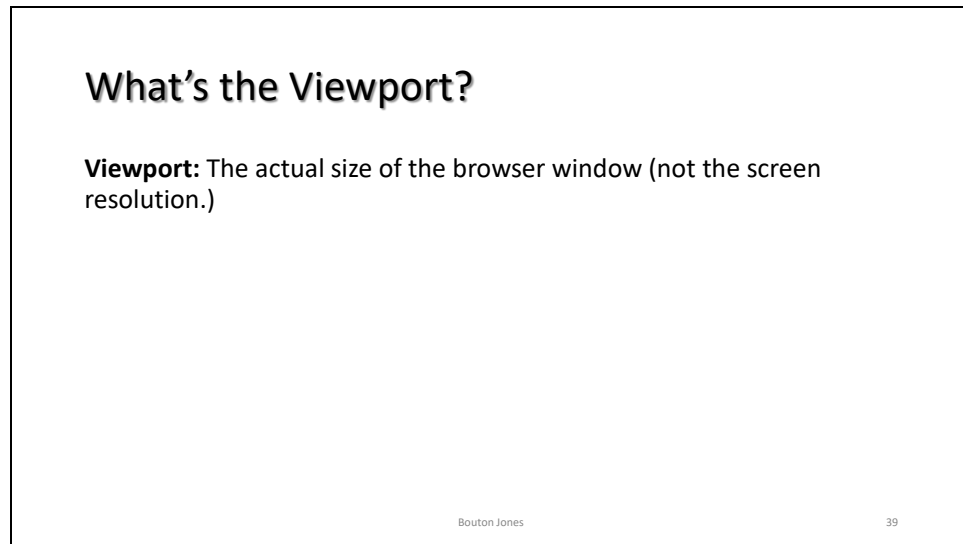 What’s the Viewport?
Viewport: The actual size of the browser window (not the screen
resolution.)
Bouton Jones
39